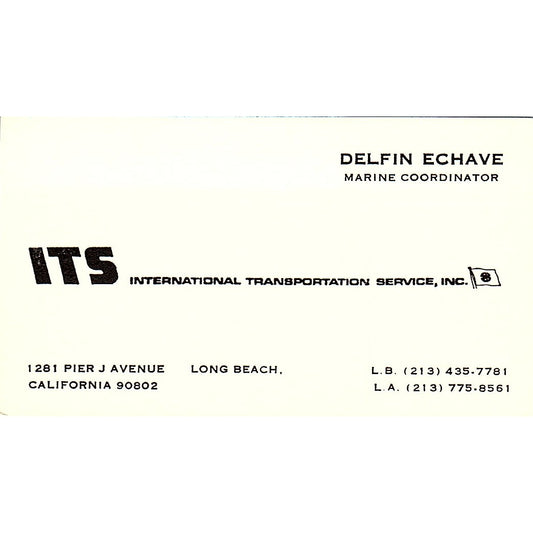 DELFIN ECHAVE
MARINE COORDINATOR
ITS INTERNATIONAL TRANSPORTATION SERVICE, INC.
1281 PIER J AVENUE LONG BEACH, L.B. (213) 435-7781
CALIFORNIA 90802 L.A. (213) 775-8561